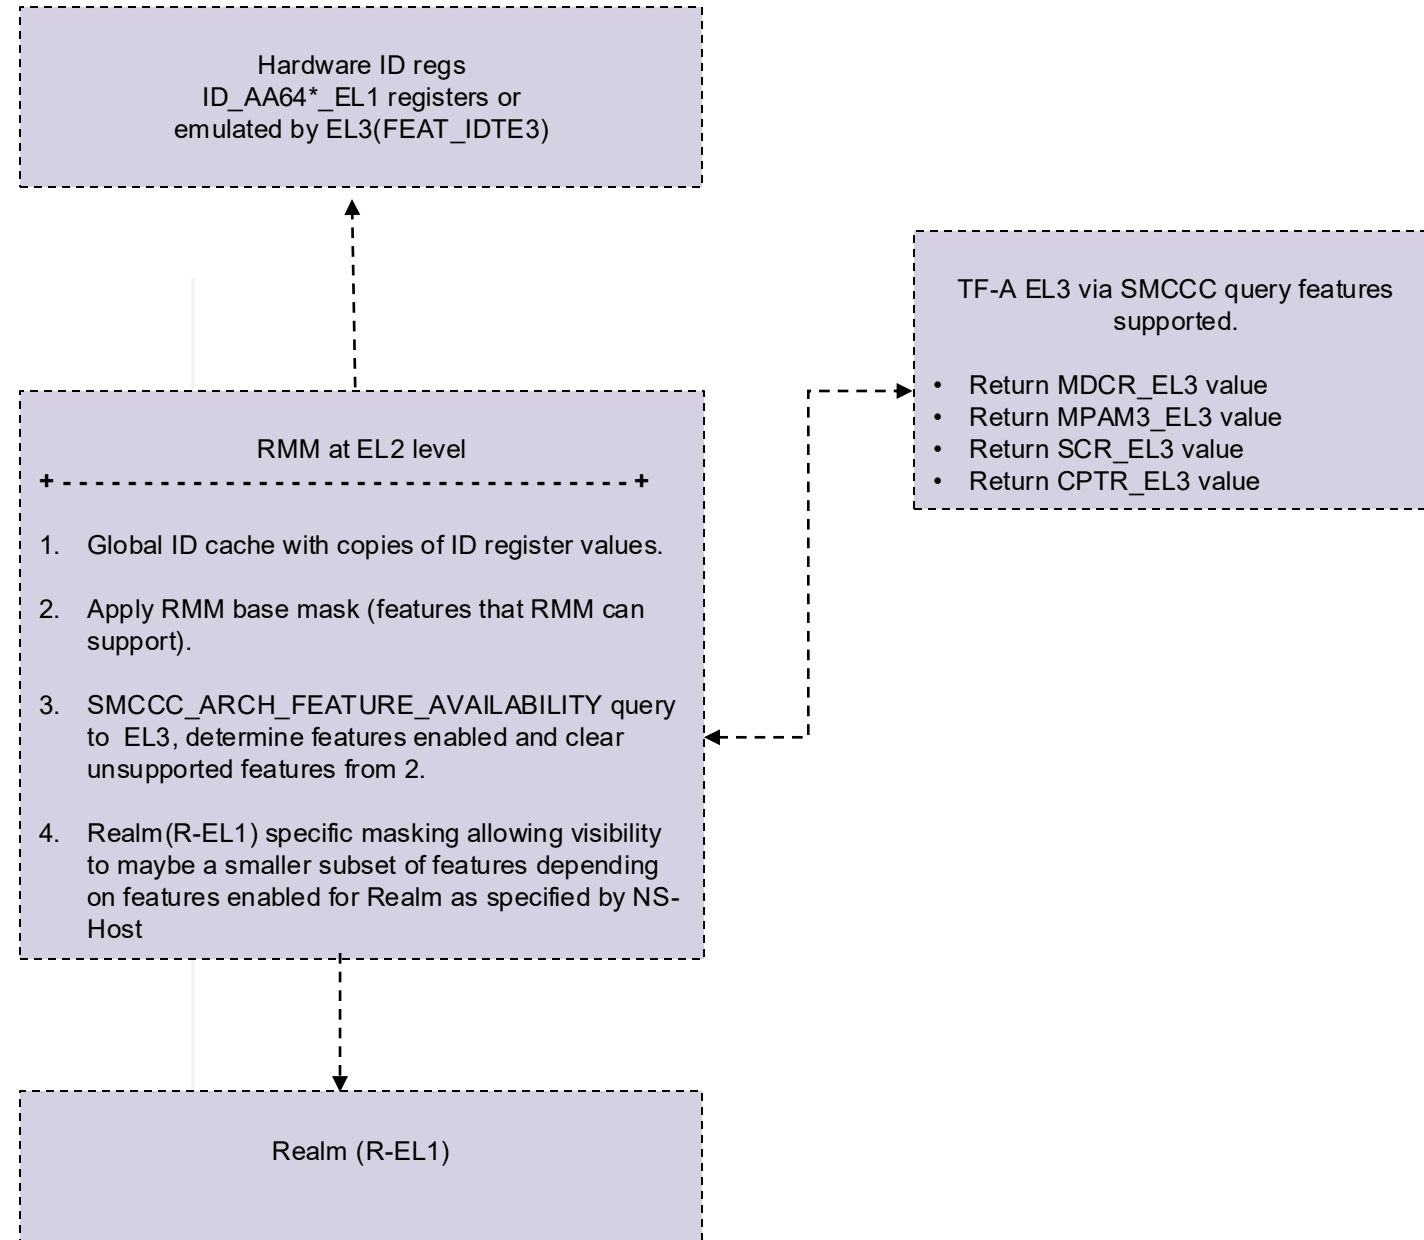 Hardware ID regs
ID_AA64*_EL1 registers or
emulated by EL3(FEAT_IDTE3)
TF-A EL3 via SMCCC query features
supported.
• Return MDCR_EL3 value
• Return MPAM3_EL3 value
• Return SCR_EL3 value
• Return CPTR_EL3 value
RMM at EL2 level
+ - - - - - - - - - - - - - - - - - - - - - - - - - - - - - - - - - - - +
1. Global ID cache with copies of ID register values.
2. Apply RMM base mask (features that RMM can
support).
3. SMCCC_ARCH_FEATURE_AVAILABILITY query
to EL3, determine features enabled and clear
unsupported features from 2.
4. Realm(R-EL1) specific masking allowing visibility
to maybe a smaller subset of features depending
on features enabled for Realm as specified by NS-
Host
Realm (R-EL1)